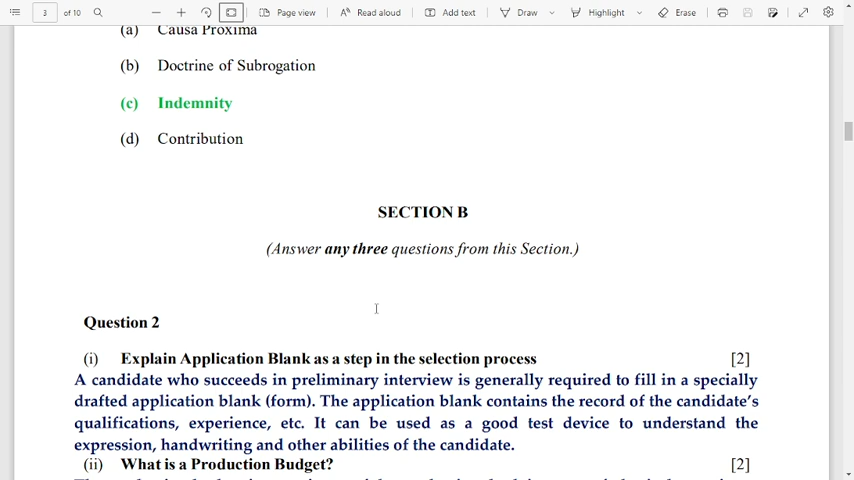 3 of 10 Page view Read aloud Add text Draw Highlight Erase
(a) Causa Proxima
(b) Doctrine of Subrogation
(c) Indemnity
(d) Contribution
SECTION B
(Answer any three questions from this Section.)
Question 2
(i) Explain Application Blank as a step in the selection process [2]
A candidate who succeeds in preliminary interview is generally required to fill in a specially
drafted application blank (form). The application blank contains the record of the candidate's
qualifications, experience, etc. It can be used as a good test device to understand the
expression, handwriting and other abilities of the candidate.
(ii) What is a Production Budget? [2]